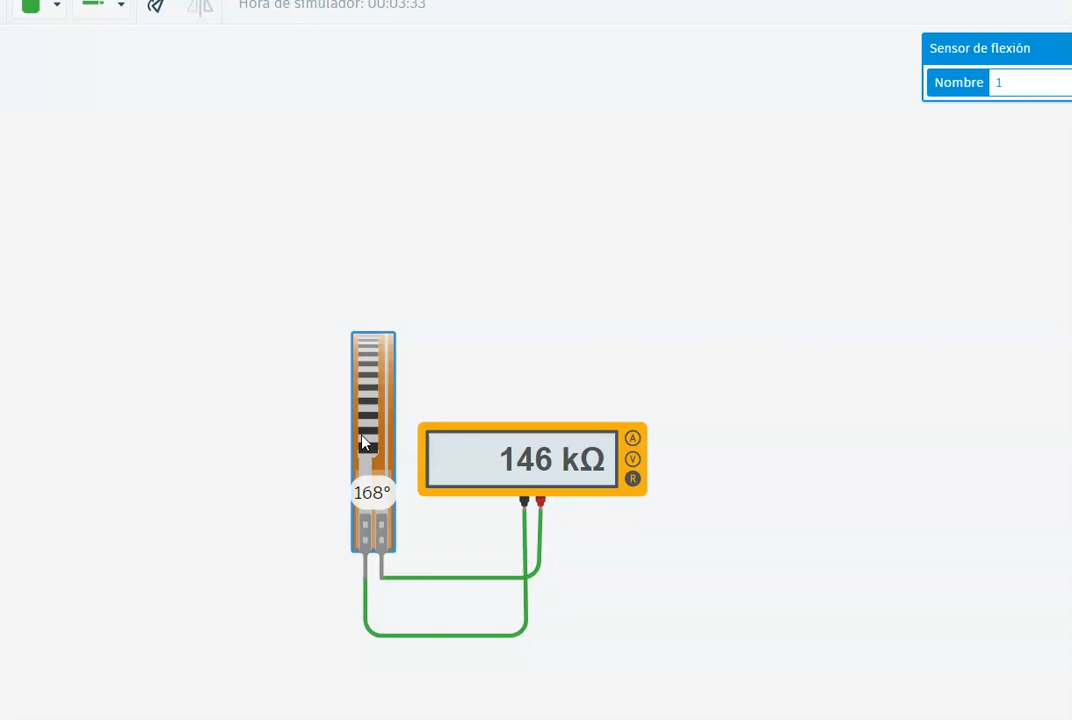 Hora de simulador: 00:03:33
Sensor de flexión
Nombre 1
A
146 kΩ
V
R
168°